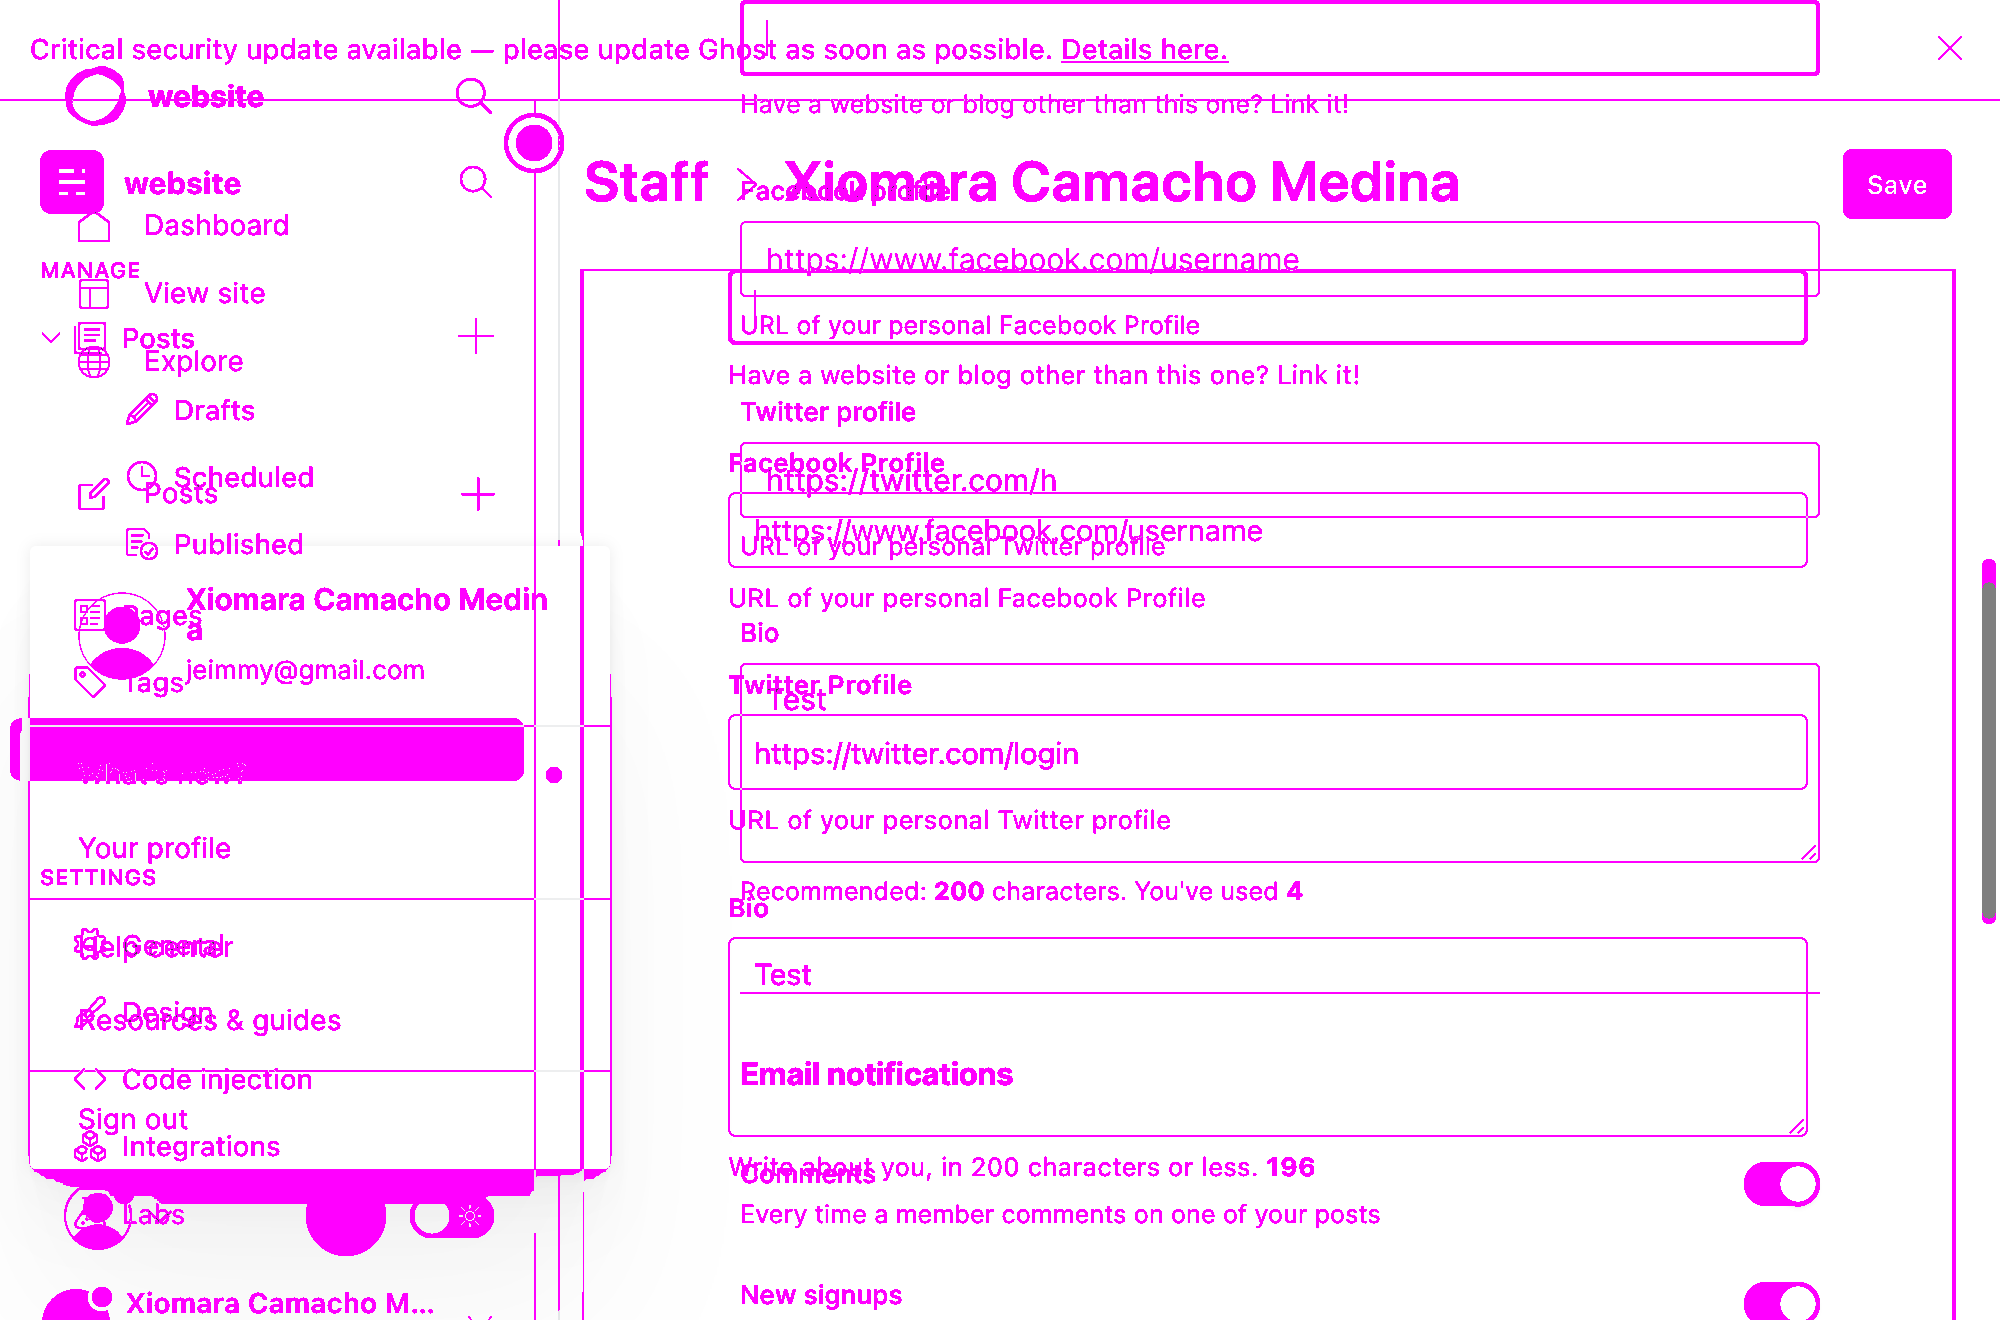 Critical security update available — please update Ghost as soon as possible. Details here.
website
Have a website or blog other than this one? Link it!
website
Staff
Xiomara Camacho Medina
Save
Facebook profile
Dashboard
https://www.facebook.com/username
MANAGE
View site
URL of your personal Facebook Profile
Posts
Explore
Have a website or blog other than this one? Link it!
Drafts
Twitter profile
Facebook Profile
Scheduled
https://twitter.com/h
Posts
https://www.facebook.com/username
Published
URL of your personal Twitter profile
Xiomara Camacho Medin
a
URL of your personal Facebook Profile
Pages
Bio
jeimmy@gmail.com
Tags
Twitter Profile
Test
https://twitter.com/login
What's new?
URL of your personal Twitter profile
Your profile
SETTINGS
Recommended: 200 characters. You've used 4
Bio
General
Help center
Test
Design
Resources & guides
Code injection
Email notifications
Sign out
Integrations
Write about you, in 200 characters or less. 196
Comments
Labs
Every time a member comments on one of your posts
New signups
Xiomara Camacho M...